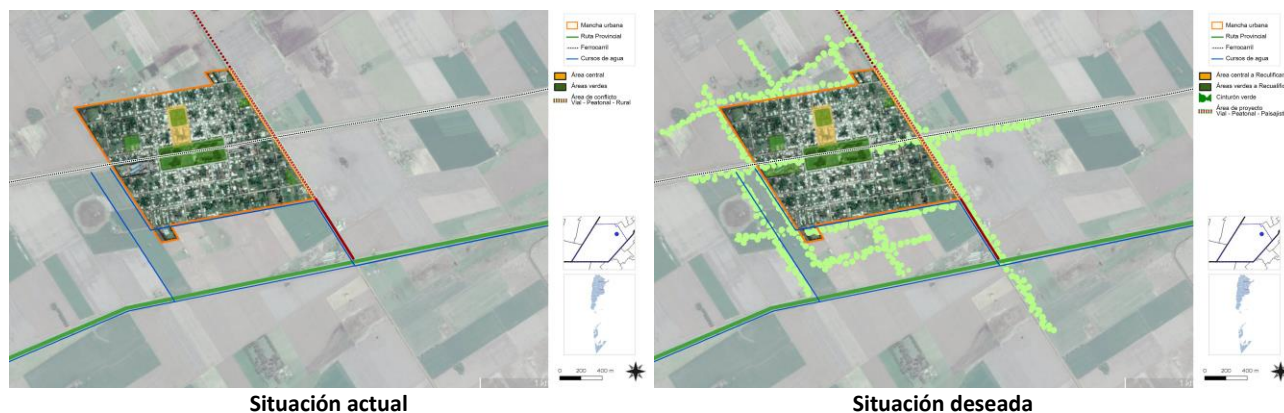 Mancha urbana
Ruta Provincial
Ferrocarril
Cursos de agua
Área central
Áreas verdes
Área de conflicto
Vial - Peatonal - Rural
0 200 400 m
Situación actual
Mancha urbana
Ruta Provincial
Ferrocarril
Cursos de agua
Área central a Recualifica
Áreas verdes a Recualific
Cinturón verde
Área de proyecto
Vial - Peatonal - Paisajist
0 200 400 m
Situación deseada